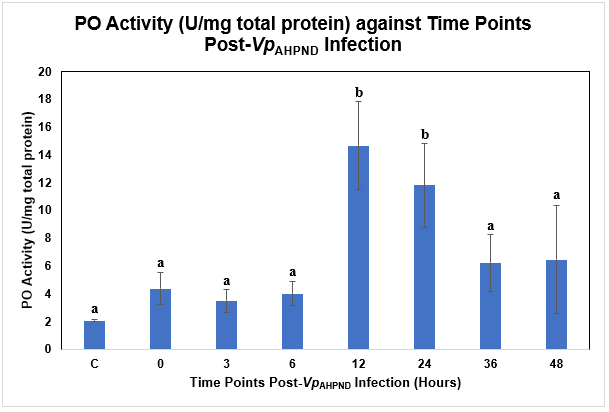 PO Activity (U/mg total protein) against Time Points
Post-VpAHPND Infection
20
18
16
14
12
10
8
6
4
2
0
PO Activity (U/mg total protein)
a
a
a
a
b
b
a
a
C 0 3 6 12 24 36 48
Time Points Post-VpAHPND Infection (Hours)